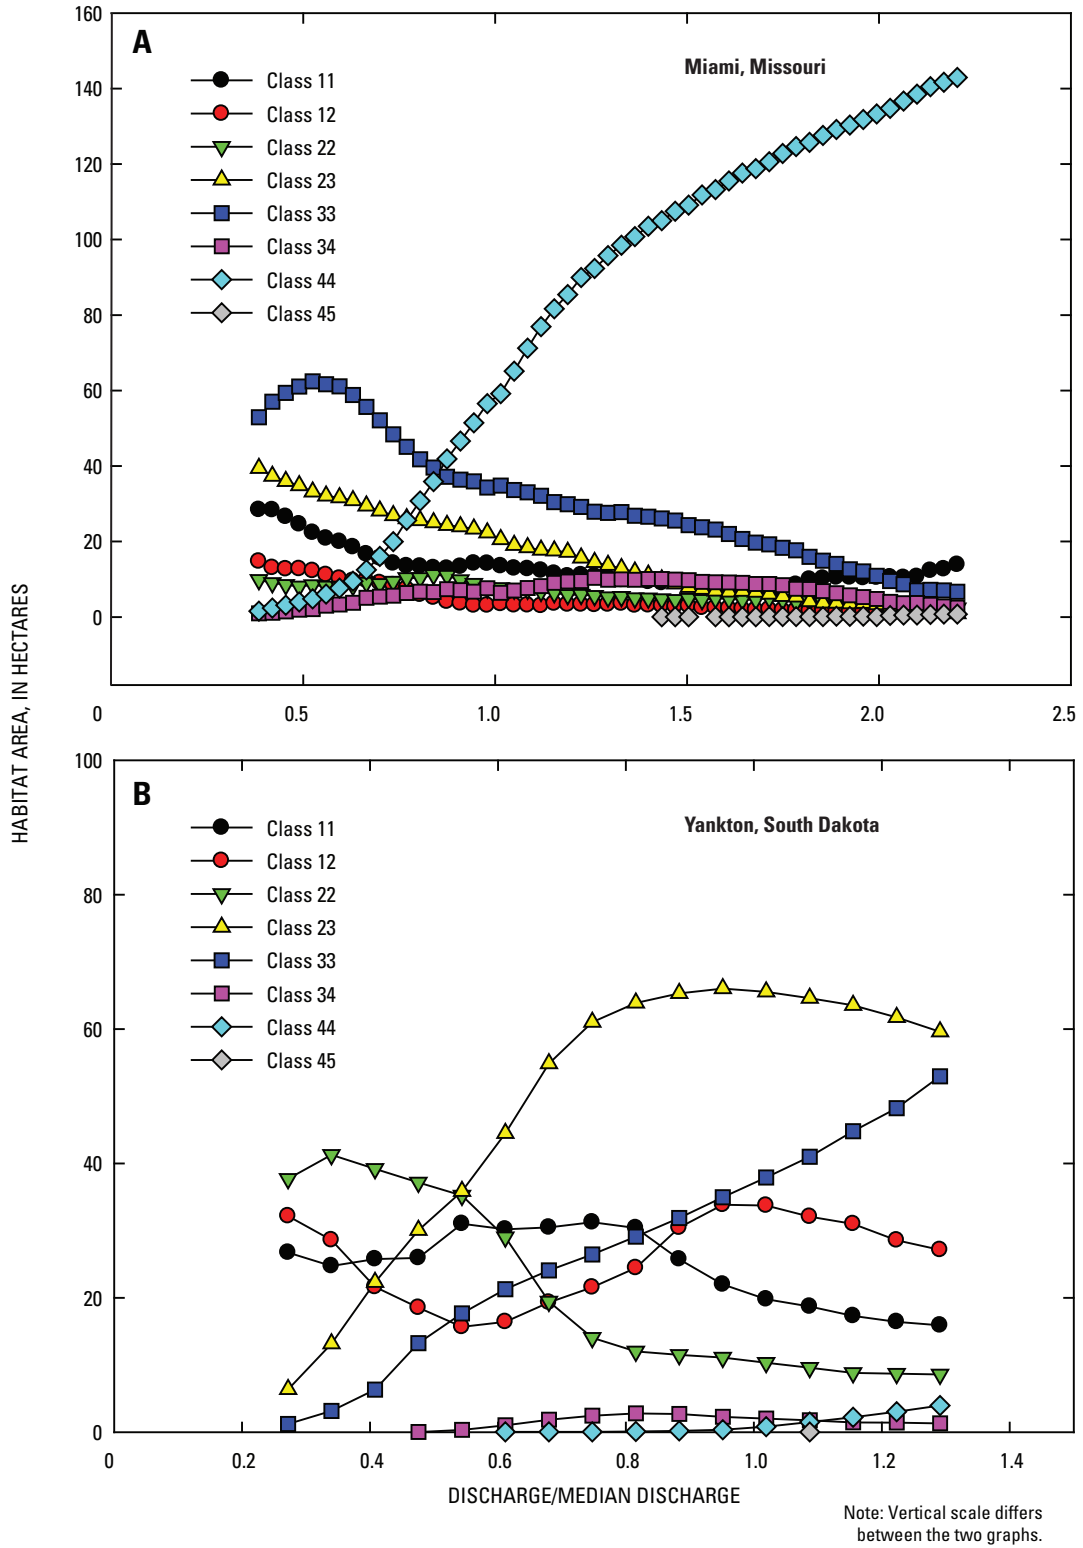 HABITAT AREA, IN HECTARES
A
Miami, Missouri
160
140
120
100
80
60
40
20
0
Class 11
Class 12
Class 22
Class 23
Class 33
Class 34
Class 44
Class 45
0 0.5 1.0 1.5 2.0 2.5
B
Yankton, South Dakota
100
80
60
40
20
0
Class 11
Class 12
Class 22
Class 23
Class 33
Class 34
Class 44
Class 45
0 0.2 0.4 0.6 0.8 1.0 1.2 1.4
DISCHARGE/MEDIAN DISCHARGE
Note: Vertical scale differs
between the two graphs.